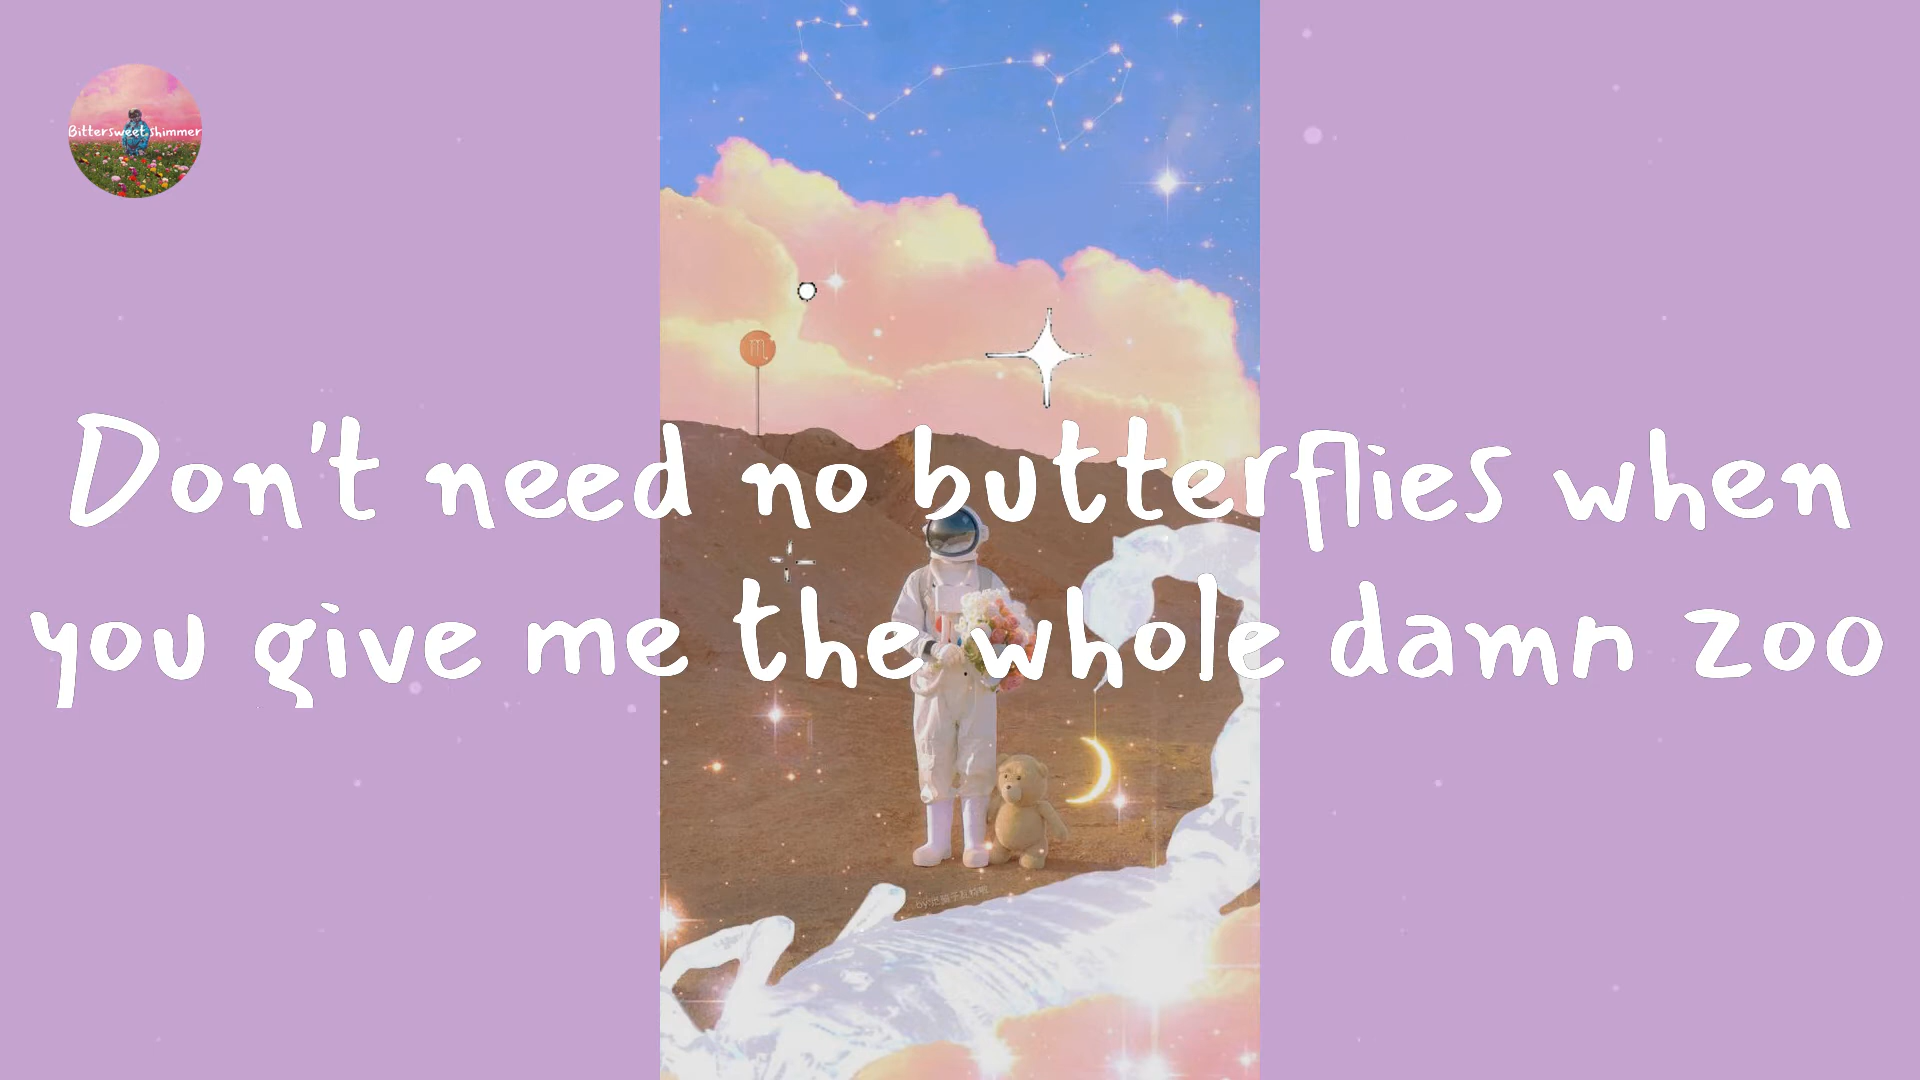 Bittersweet shimmer
♏
Don't need no butterflies when
you give me the whole damn zoo